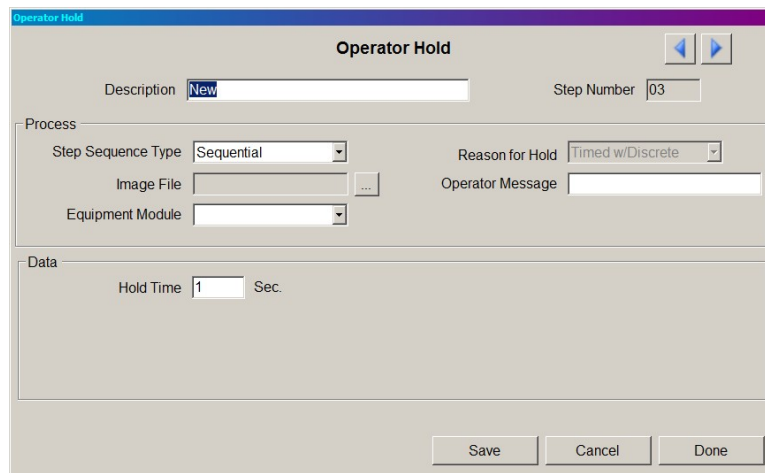 Operator Hold
Operator Hold
Description New Step Number 03
Process
Step Sequence Type Sequential Reason for Hold Timed w/Discrete
Image File ... Operator Message
Equipment Module
Data
Hold Time 1 Sec.
Save Cancel Done